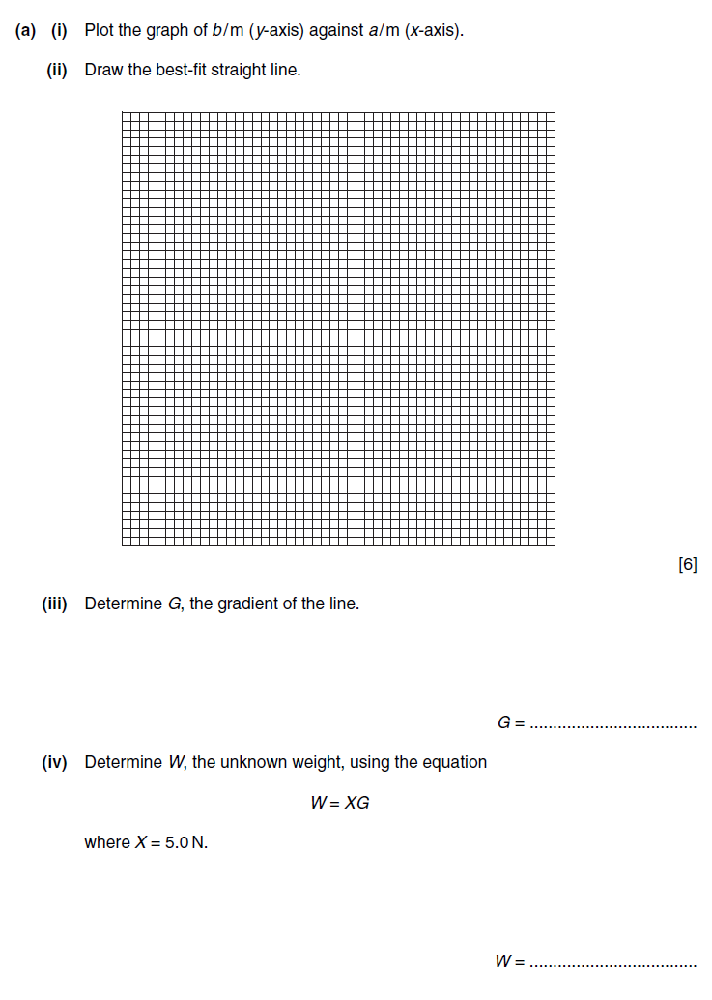 (a) (i) Plot the graph of b/m (y-axis) against a/m (x-axis).
(ii) Draw the best-fit straight line.
[6]
(iii) Determine G, the gradient of the line.
G = ....................................
(iv) Determine W, the unknown weight, using the equation
W = XG
where X = 5.0 N.
W = ....................................